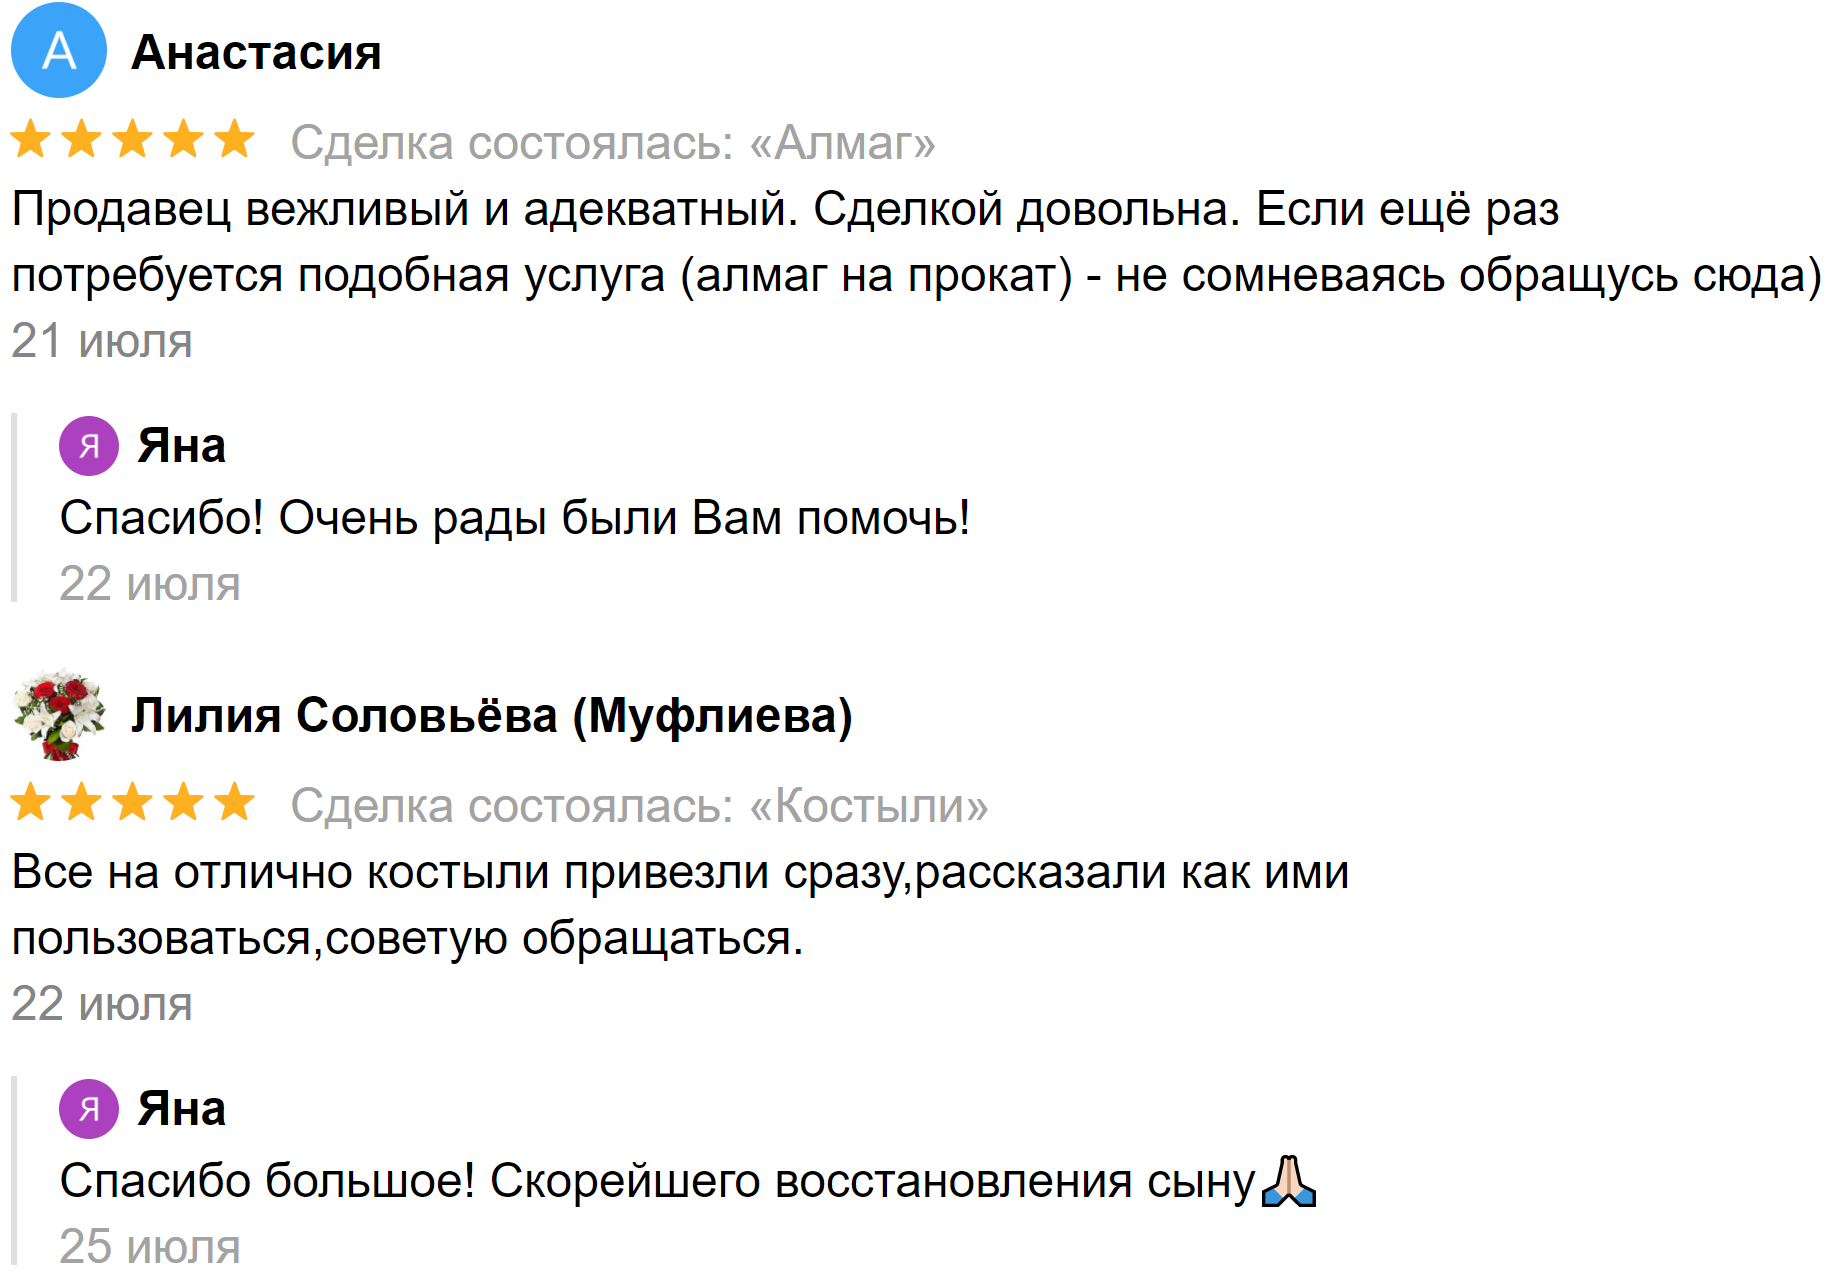 А
Анастасия
Сделка состоялась: «Алмаг»
Продавец вежливый и адекватный. Сделкой довольна. Если ещё раз
потребуется подобная услуга (алмаг на прокат) - не сомневаясь обращусь сюда)
21 июля
Я
Яна
Спасибо! Очень рады были Вам помочь!
22 июля
Лилия Соловьёва (Муфлиева)
Сделка состоялась: «Костыли»
Все на отлично костыли привезли сразу,рассказали как ими
пользоваться,советую обращаться.
22 июля
Я
Яна
Спасибо большое! Скорейшего восстановления сыну🙏🏻
25 июля